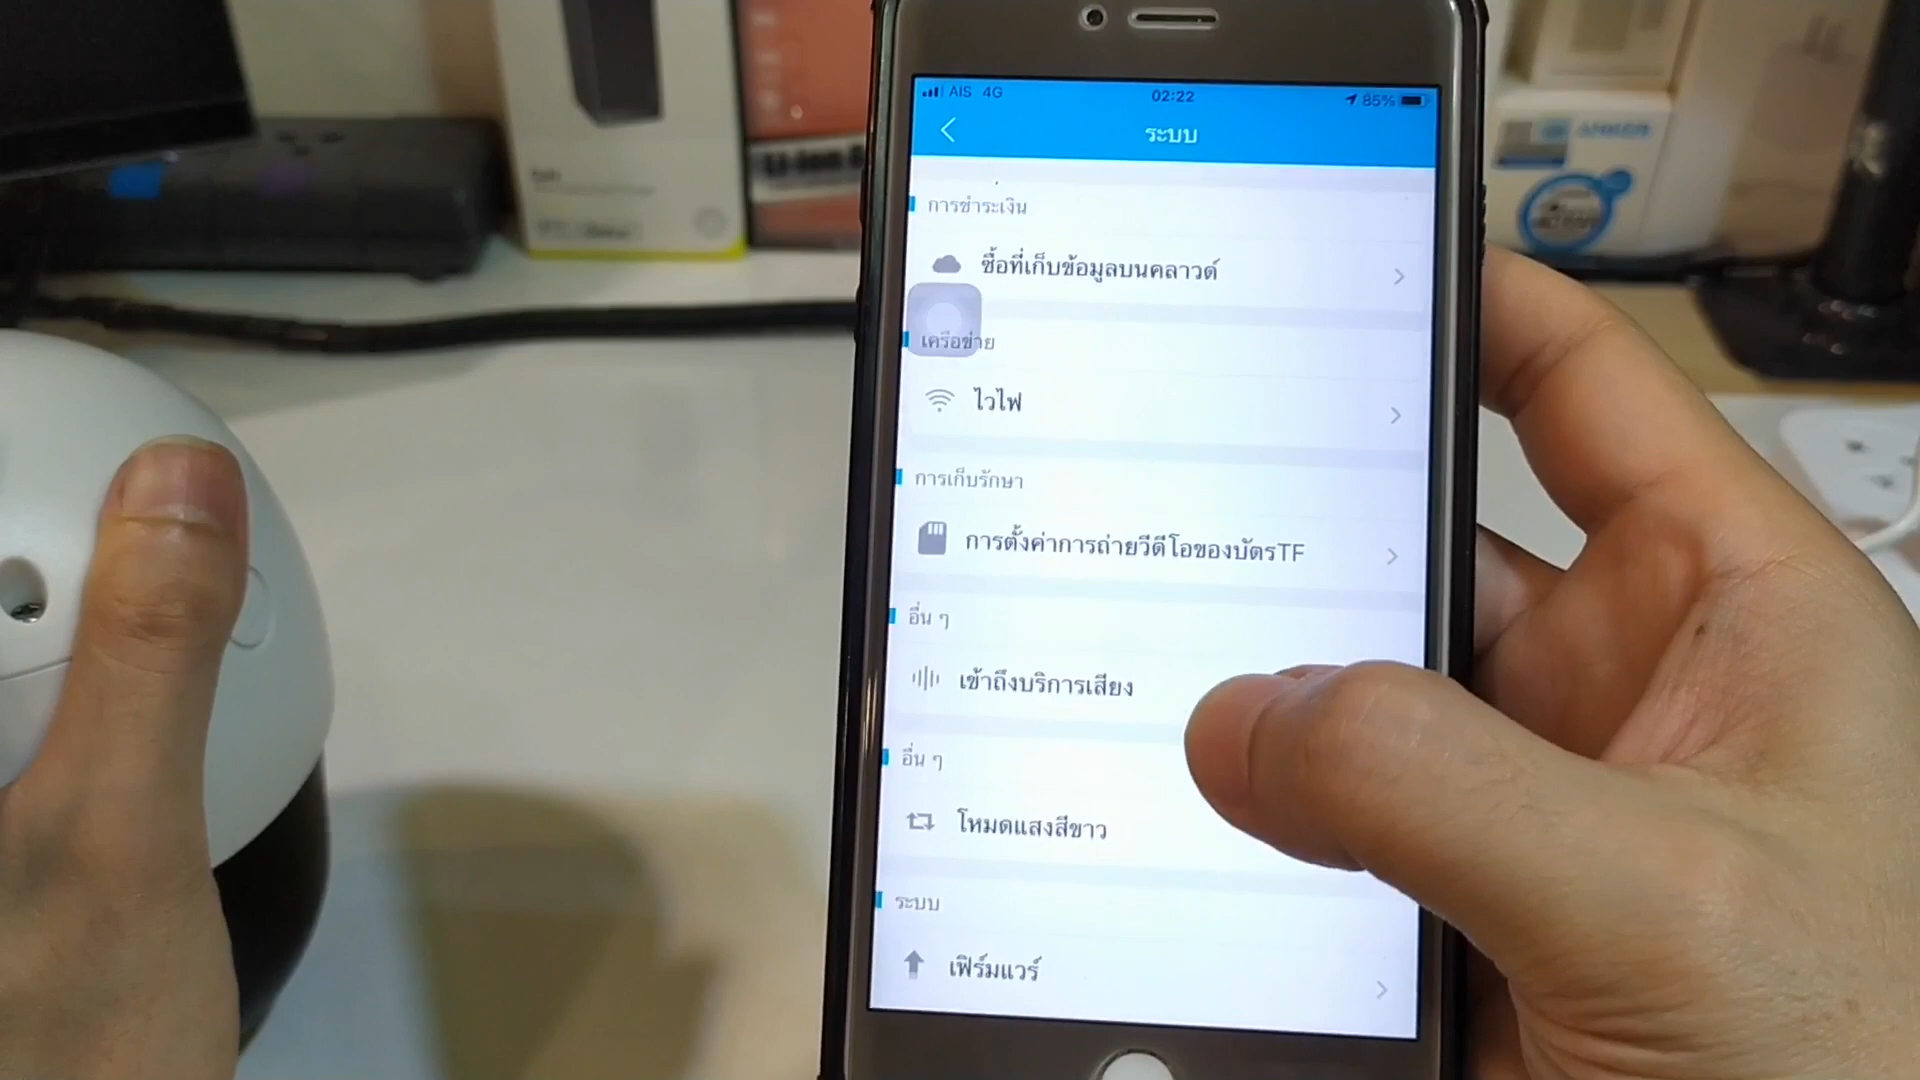 AIS 4G
02:22
85%
ระบบ
การชำระเงิน
ซื้อที่เก็บข้อมูลบนคลาวด์
เครือข่าย
ไวไฟ
การเก็บรักษา
การตั้งค่าการถ่ายวีดีโอของบัตรTF
อื่น ๆ
เข้าถึงบริการเสียง
อื่น ๆ
โหมดแสงสีขาว
ระบบ
เฟิร์มแวร์
Li-ion
ANKER